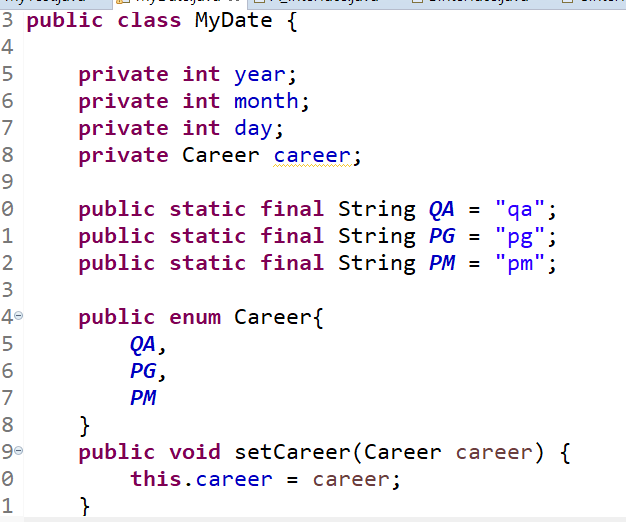 3 public class MyDate {
4
5 private int year;
6 private int month;
7 private int day;
8 private Career career;
9
0 public static final String QA = "qa";
1 public static final String PG = "pg";
2 public static final String PM = "pm";
3
4 public enum Career{
5 QA,
6 PG,
7 PM
8 }
9 public void setCareer(Career career) {
0 this.career = career;
1 }